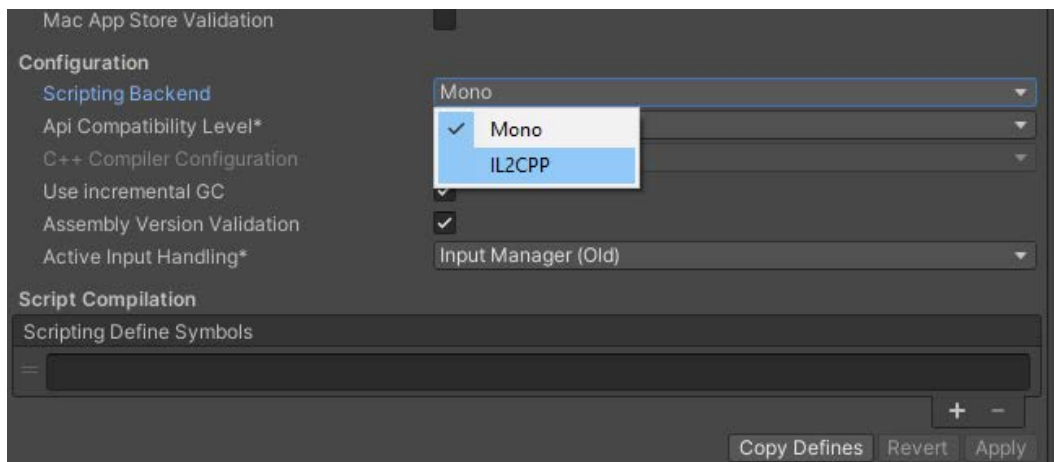 Mac App Store Validation
Configuration
Scripting Backend Mono
Api Compatibility Level* Mono
C++ Compiler Configuration IL2CPP
Use incremental GC
Assembly Version Validation
Active Input Handling* Input Manager (Old)
Script Compilation
Scripting Define Symbols
Copy Defines Revert Apply